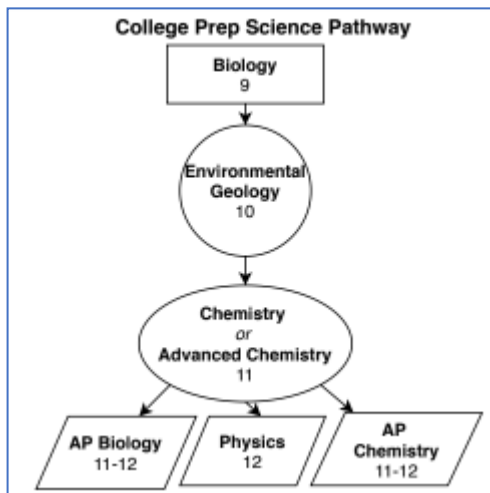 College Prep Science Pathway
Biology
9
Environmental
Geology
10
Chemistry
or
Advanced Chemistry
11
AP Biology
11-12
Physics
12
AP
Chemistry
11-12